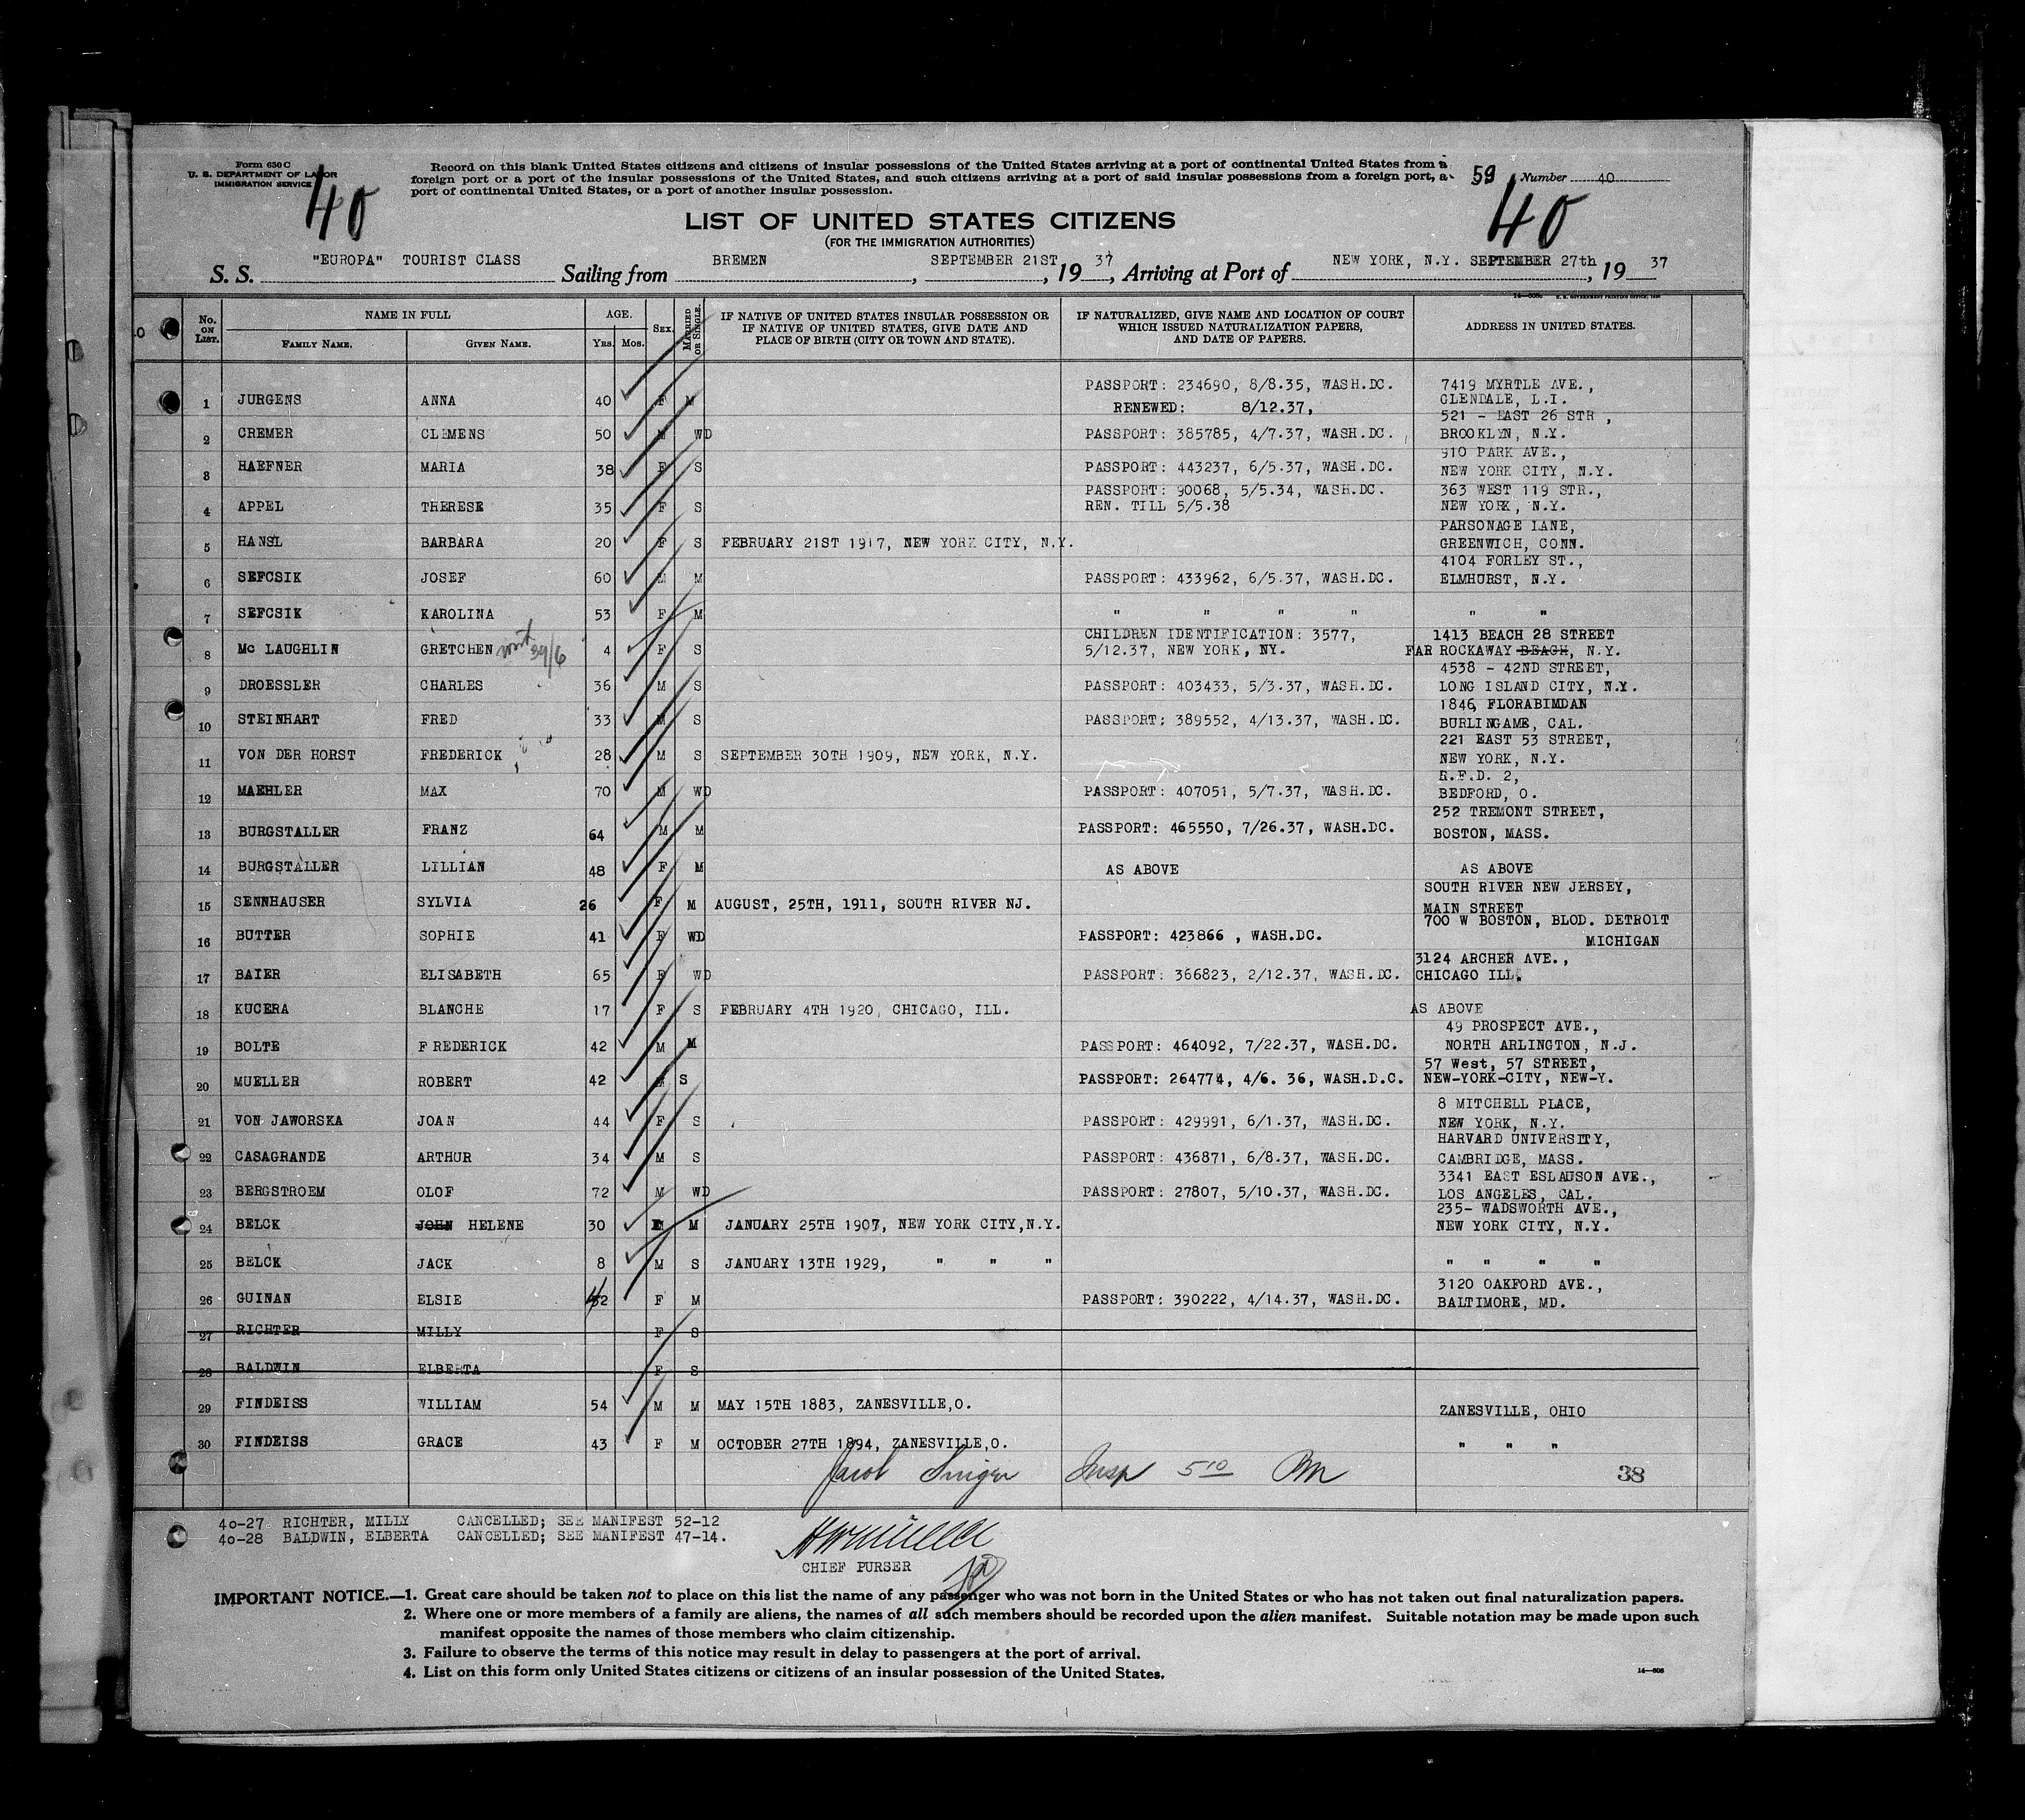 Form 630 C
U. S. DEPARTMENT OF LABOR
IMMIGRATION SERVICE
40
Record on this blank United States citizens and citizens of insular possessions of the United States arriving at a port of continental United States from a
foreign port or a port of the insular possessions of the United States, and such citizens arriving at a port of said insular possessions from a foreign port, a
port of continental United States, or a port of another insular possession.
59 Number 40
40
LIST OF UNITED STATES CITIZENS
(FOR THE IMMIGRATION AUTHORITIES)
S. S. "EUROPA" TOURIST CLASS Sailing from BREMEN, SEPTEMBER 21ST, 1937, Arriving at Port of NEW YORK, N.Y. SEPTEMBER 27th, 1937
No. ON LIST. NAME IN FULL FAMILY NAME. GIVEN NAME. AGE. YRS. MOS. SEX. MARRIED OR SINGLE.
IF NATIVE OF UNITED STATES INSULAR POSSESSION OR
IF NATIVE OF UNITED STATES, GIVE DATE AND
PLACE OF BIRTH (CITY OR TOWN AND STATE).
IF NATURALIZED, GIVE NAME AND LOCATION OF COURT
WHICH ISSUED NATURALIZATION PAPERS,
AND DATE OF PAPERS.
ADDRESS IN UNITED STATES.
PASSPORT: 234690, 8/8.35, WASH.DC. 7419 MYRTLE AVE.,
1 JURGENS ANNA 40 F M RENEWED: 8/12.37, GLENDALE, L.I.
521 - EAST 26 STR,
2 CREMER CLEMENS 50 M WD PASSPORT: 385785, 4/7.37, WASH.DC. BROOKLYN, N.Y.
910 PARK AVE.,
3 HAEFNER MARIA 38 F S PASSPORT: 443237, 6/5.37, WASH.DC. NEW YORK CITY, N.Y.
PASSPORT: 90068, 5/5.34, WASH.DC. 363 WEST 119 STR.,
4 APPEL THERESE 35 F S REN. TILL 5/5.38 NEW YORK, N.Y.
PARSONAGE LANE,
5 HANSL BARBARA 20 F S FEBRUARY 21ST 1917, NEW YORK CITY, N.Y. GREENWICH, CONN.
4104 FORLEY ST.,
6 SEFCSIK JOSEF 60 M M PASSPORT: 433962, 6/5.37, WASH.DC. ELMHURST, N.Y.
7 SEFCSIK KAROLINA 53 F M " " " " " "
CHILDREN IDENTIFICATION: 3577, 1413 BEACH 28 STREET
8 Mc LAUGHLIN GRETCHEN 39/6 4 F S 5/12.37, NEW YORK, NY. FAR ROCKAWAY BEACH, N.Y.
4538 - 42ND STREET,
9 DROESSLER CHARLES 36 M S PASSPORT: 403433, 5/3.37, WASH.DC. LONG ISLAND CITY, N.Y.
1846, FLORABIMDAN
10 STEINHART FRED 33 M S PASSPORT: 389552, 4/13.37, WASH.DC. BURLINGAME, CAL.
221 EAST 53 STREET,
11 VON DER HORST FREDERICK 28 M S SEPTEMBER 30TH 1909, NEW YORK, N.Y. NEW YORK, N.Y.
R.F.D. 2,
12 MAEHLER MAX 70 M WD PASSPORT: 407051, 5/7.37, WASH.DC. BEDFORD, O.
252 TREMONT STREET,
13 BURGSTALLER FRANZ 64 M M PASSPORT: 465550, 7/26.37, WASH.DC. BOSTON, MASS.
14 BURGSTALLER LILLIAN 48 F M AS ABOVE AS ABOVE
SOUTH RIVER NEW JERSEY,
15 SENNHAUSER SYLVIA 26 F M AUGUST, 25TH, 1911, SOUTH RIVER NJ. MAIN STREET
700 W BOSTON, BLOD. DETROIT
16 BUTTER SOPHIE 41 F WD PASSPORT: 423866 , WASH.DC. MICHIGAN
3124 ARCHER AVE.,
17 BAIER ELISABETH 65 F WD PASSPORT: 366823, 2/12.37, WASH.DC. CHICAGO ILL.
18 KUCERA BLANCHE 17 F S FEBRUARY 4TH 1920, CHICAGO, ILL. AS ABOVE
49 PROSPECT AVE.,
19 BOLTE FREDERICK 42 M M PASSPORT: 464092, 7/22.37, WASH.DC. NORTH ARLINGTON, N.J.
57 West, 57 STREET,
20 MUELLER ROBERT 42 M S PASSPORT: 264774, 4/6. 36, WASH.D.C. NEW-YORK-CITY, NEW-Y.
8 MITCHELL PLACE,
21 VON JAWORSKA JOAN 44 F S PASSPORT: 429991, 6/1.37, WASH.DC. NEW YORK, N.Y.
HARVARD UNIVERSITY,
22 CASAGRANDE ARTHUR 34 M S PASSPORT: 436871, 6/8.37, WASH.DC. CAMBRIDGE, MASS.
3341 EAST ESLAUSON AVE.,
23 BERGSTROEM OLOF 72 M WD PASSPORT: 27807, 5/10.37, WASH.DC. LOS ANGELES, CAL.
235- WADSWORTH AVE.,
24 BELCK JOHN HELENE 30 F M JANUARY 25TH 1907, NEW YORK CITY,N.Y. NEW YORK CITY, N.Y.
25 BELCK JACK 8 M S JANUARY 13TH 1929, " " " " " " "
3120 OAKFORD AVE.,
26 GUINAN ELSIE 42 F M PASSPORT: 390222, 4/14.37, WASH.DC. BALTIMORE, MD.
27 RICHTER MILLY F S
28 BALDWIN ELBERTA F S
29 FINDEISS WILLIAM 54 M M MAY 15TH 1883, ZANESVILLE,O. ZANESVILLE, OHIO
30 FINDEISS GRACE 43 F M OCTOBER 27TH 1894, ZANESVILLE,O. " " "
Jacob Singer Insp 5 10 Pm 38
40-27 RICHTER, MILLY CANCELLED; SEE MANIFEST 52-12
40-28 BALDWIN, ELBERTA CANCELLED; SEE MANIFEST 47-14.
CHIEF PURSER
IMPORTANT NOTICE.—1. Great care should be taken not to place on this list the name of any passenger who was not born in the United States or who has not taken out final naturalization papers.
2. Where one or more members of a family are aliens, the names of all such members should be recorded upon the alien manifest. Suitable notation may be made upon such
manifest opposite the names of those members who claim citizenship.
3. Failure to observe the terms of this notice may result in delay to passengers at the port of arrival.
4. List on this form only United States citizens or citizens of an insular possession of the United States.